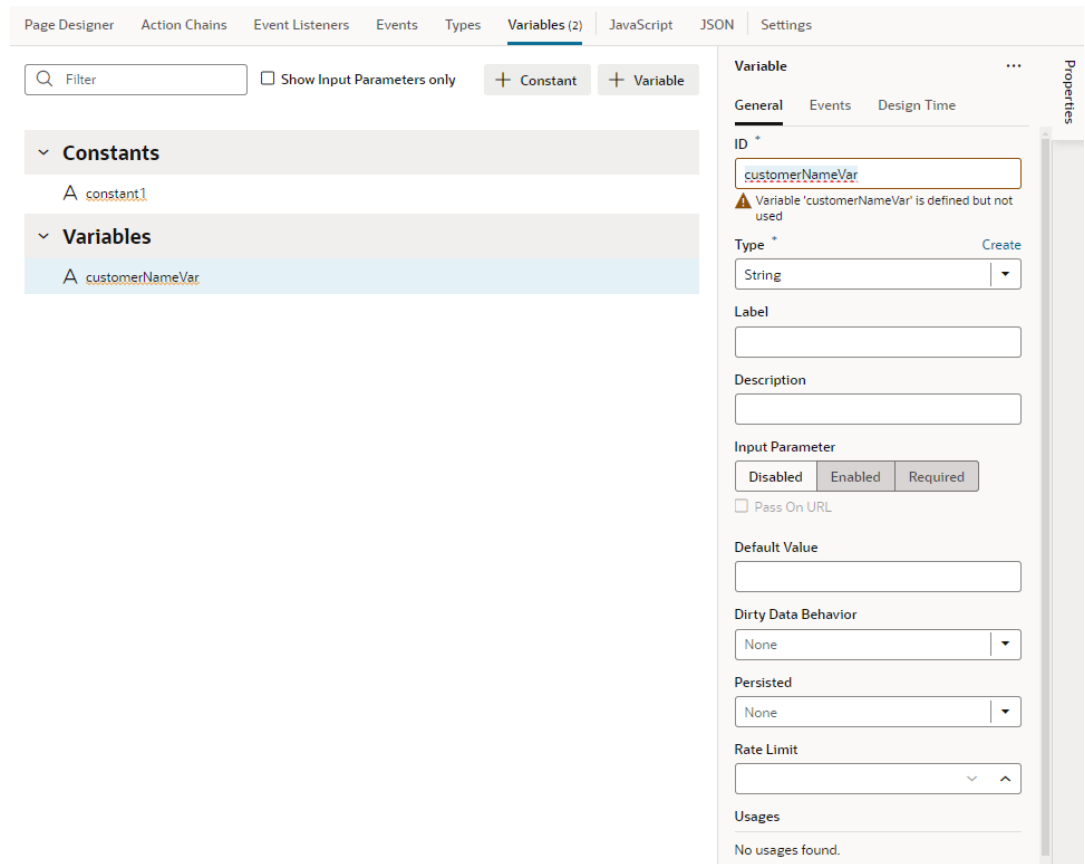 Page Designer Action Chains Event Listeners Events Types Variables (2) JavaScript JSON Settings
Filter
Show Input Parameters only
+ Constant
+ Variable
Constants
A constant1
Variables
A customerNameVar
Variable
...
General Events Design Time
ID *
customerNameVar
Variable 'customerNameVar' is defined but not
used
Type * Create
String
Label
Description
Input Parameter
Disabled Enabled Required
Pass On URL
Default Value
Dirty Data Behavior
None
Persisted
None
Rate Limit
Usages
No usages found.
Properties